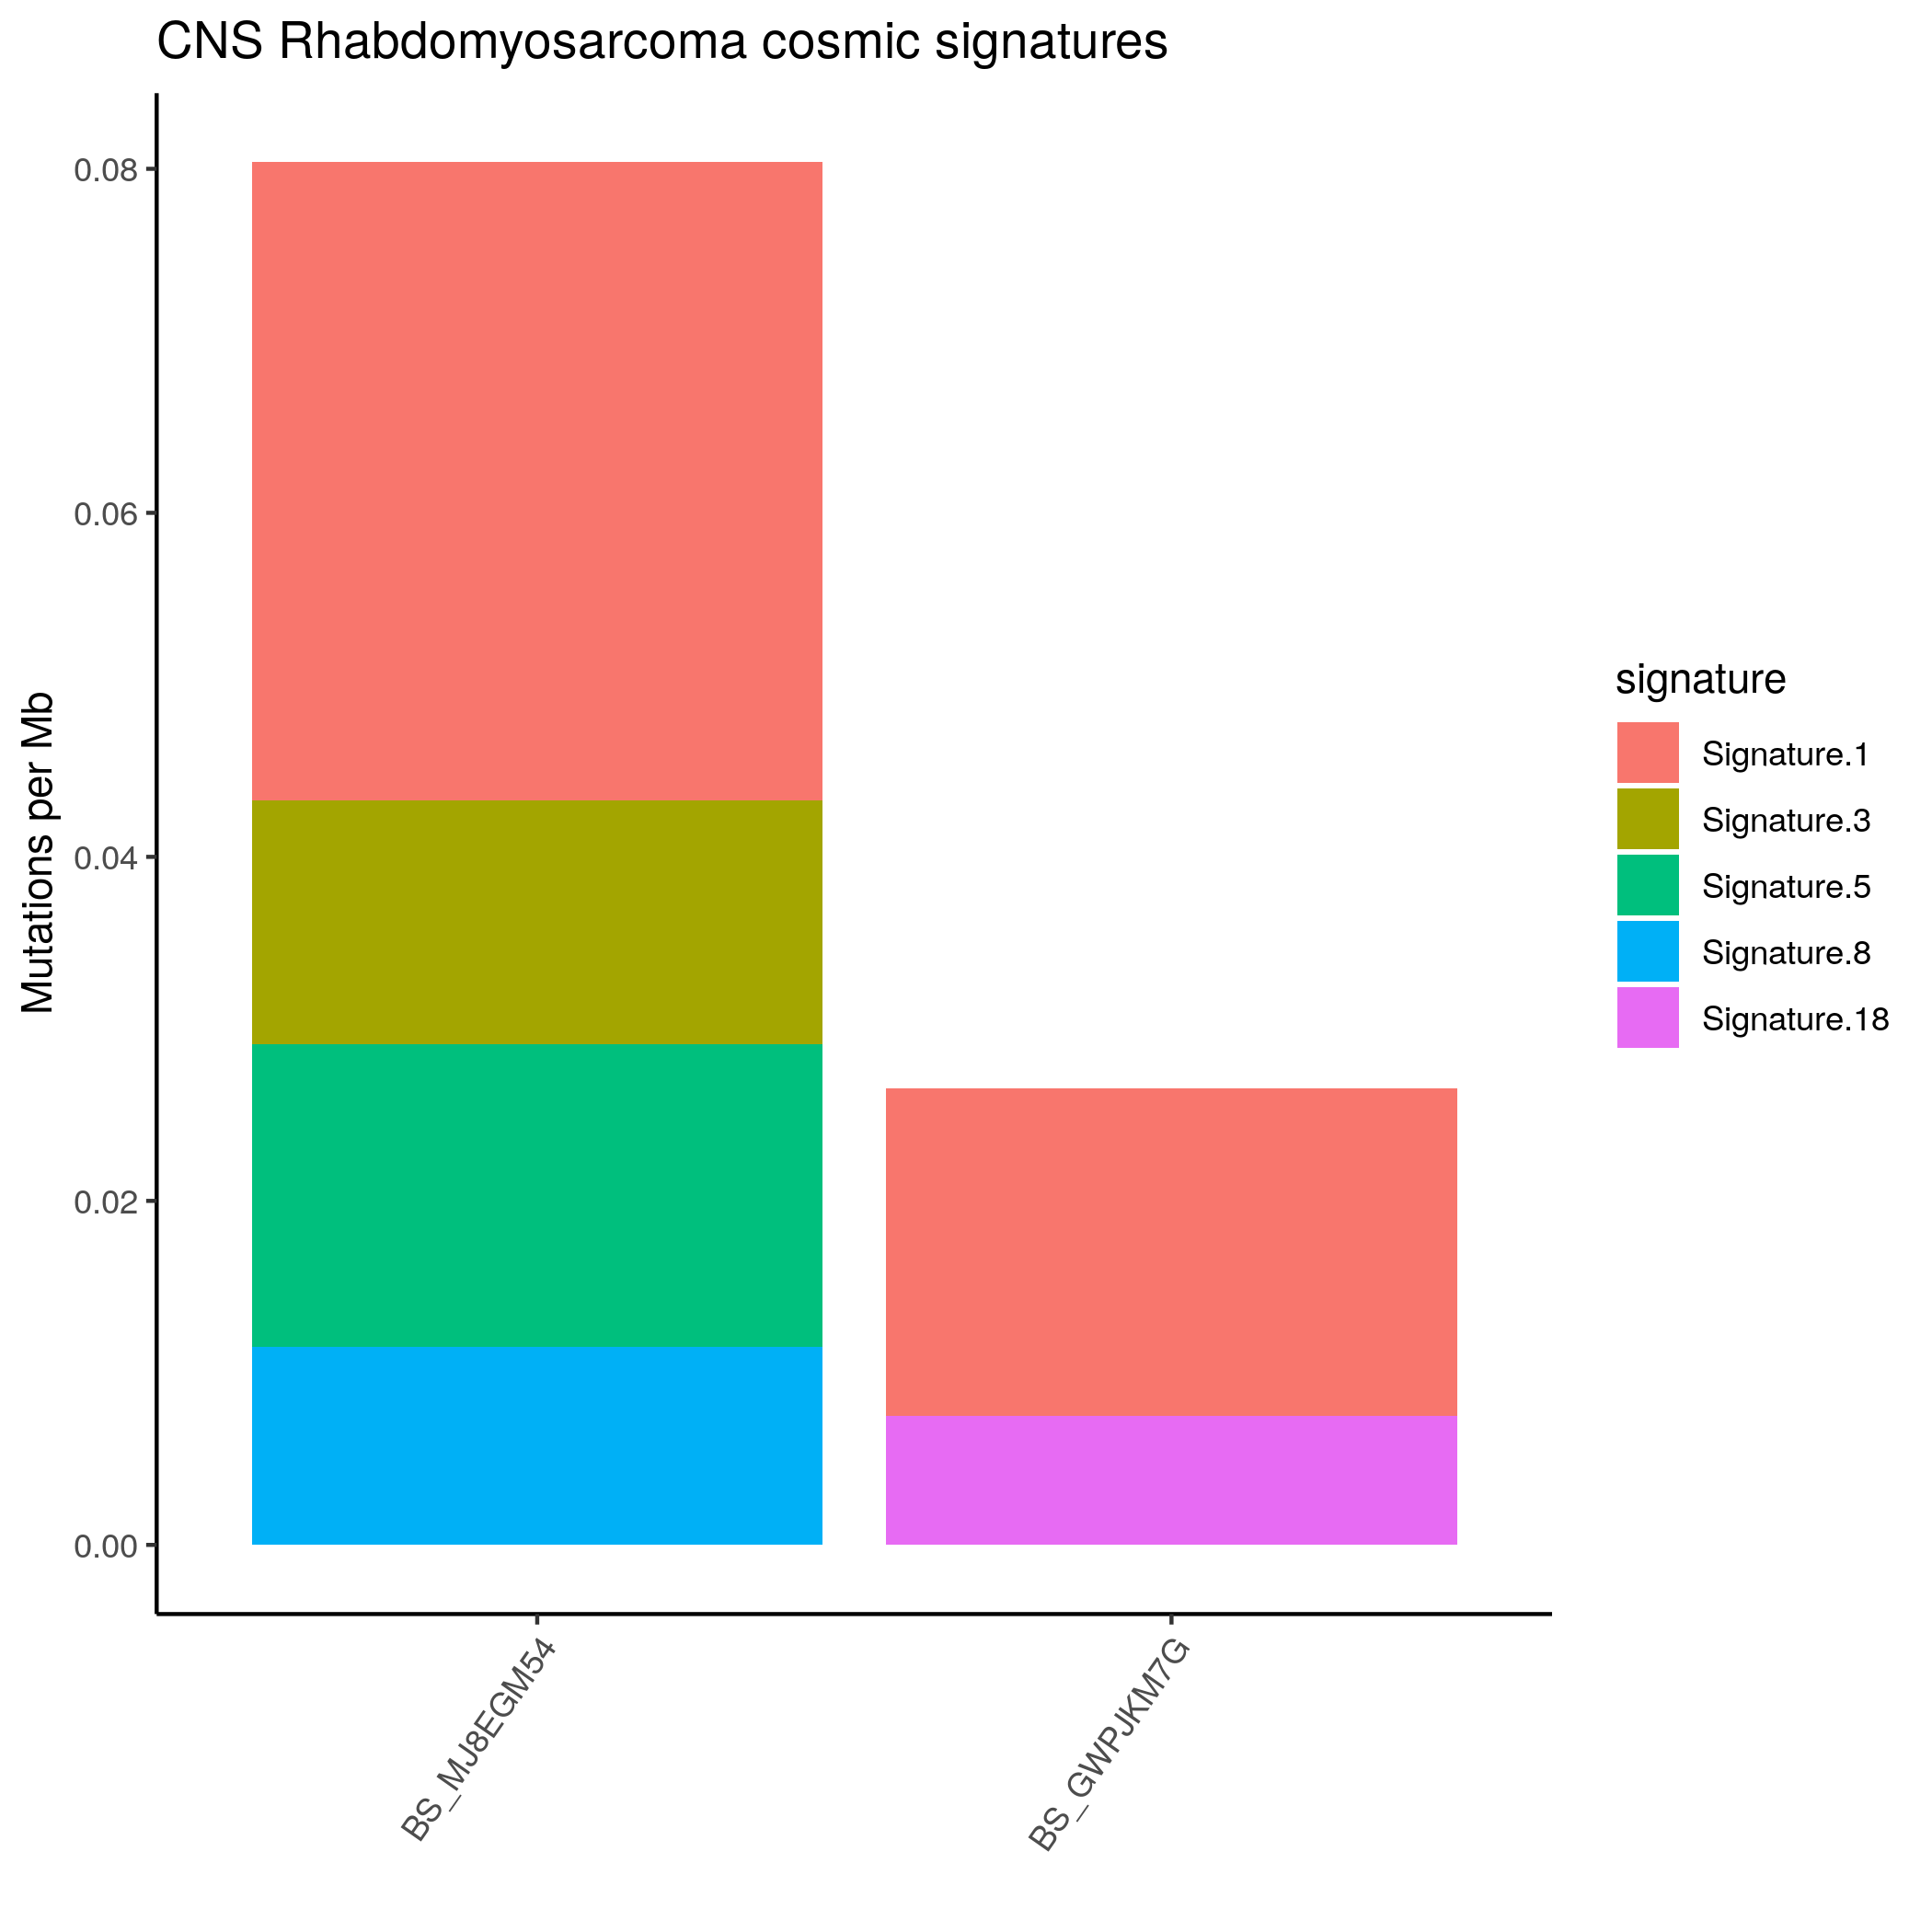 CNS Rhabdomyosarcoma cosmic signatures
Mutations per Mb
0.08
0.06
0.04
0.02
0.00
BS_MJ8EGM54
BS_GWPJKM7G
signature
Signature.1
Signature.3
Signature.5
Signature.8
Signature.18